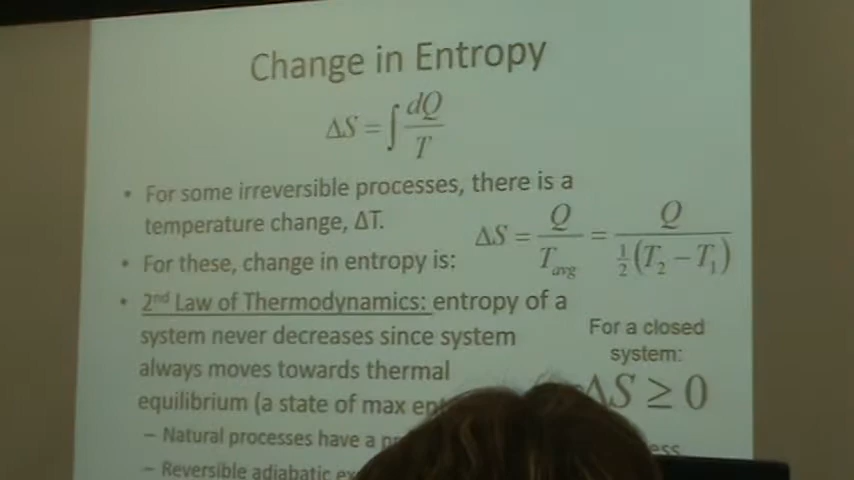 Change in Entropy
ΔS = ∫ dQ / T
• For some irreversible processes, there is a
temperature change, ΔT.
ΔS = Q / T_avg = Q / ½(T₂ − T₁)
• For these, change in entropy is:
• 2nd Law of Thermodynamics: entropy of a
system never decreases since system
always moves towards thermal
equilibrium (a state of max
For a closed
system:
ΔS ≥ 0
– Natural processes have a
– Reversible adiabatic